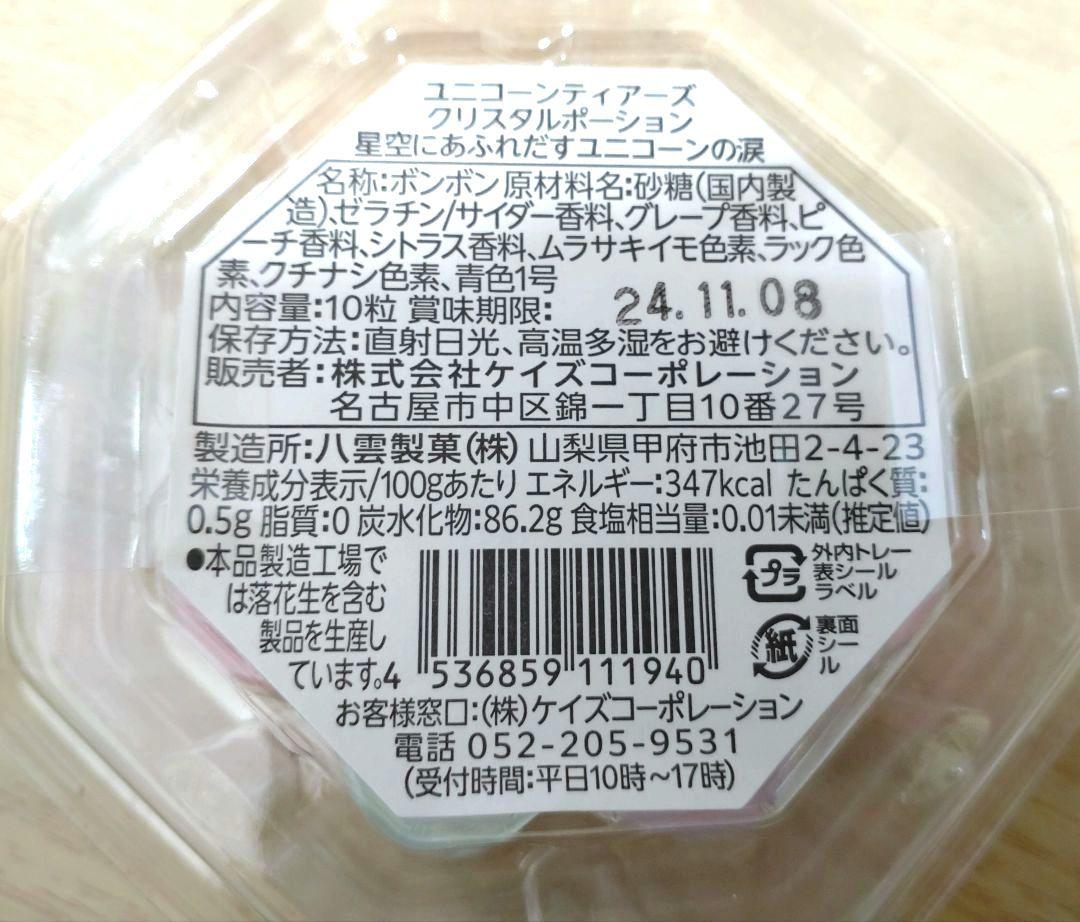 ユニコーンティアーズ
クリスタルポーション
星空にあふれだすユニコーンの涙
名称:ボンボン 原材料名:砂糖(国内製
造)、ゼラチン/サイダー香料、グレープ香料、ピ
ーチ香料、シトラス香料、ムラサキイモ色素、ラック色
素、クチナシ色素、青色1号
内容量:10粒 賞味期限: 24.11.08
保存方法:直射日光、高温多湿をお避けください。
販売者:株式会社ケイズコーポレーション
名古屋市中区錦一丁目10番27号
製造所:八雲製菓(株) 山梨県甲府市池田2-4-23
栄養成分表示/100gあたり エネルギー:347kcal たんぱく質:
0.5g 脂質:0 炭水化物:86.2g 食塩相当量:0.01未満(推定値)
●本品製造工場で
は落花生を含む
製品を生産し
ています。
4 536859 111940
プラ
外内トレー
表シール
ラベル
紙
裏面
シー
ル
お客様窓口:(株)ケイズコーポレーション
電話 052-205-9531
(受付時間:平日10時～17時)